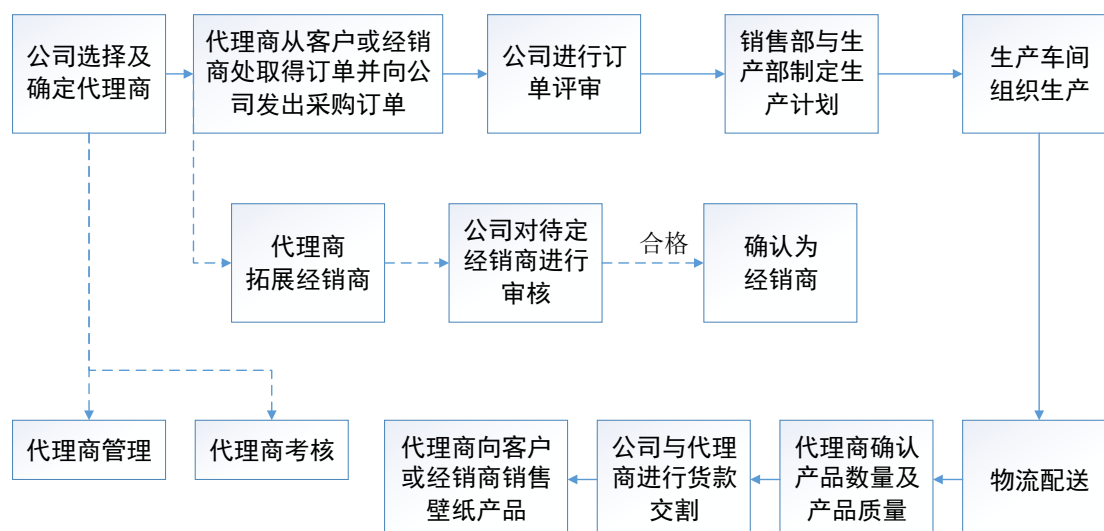 公司选择及
确定代理商
代理商从客户或经销
商处取得订单并向公
司发出采购订单
公司进行订
单评审
销售部与生
产部制定生
产计划
生产车间
组织生产
代理商
拓展经销商
公司对待定
经销商进行
审核
合格
确认为
经销商
代理商管理
代理商考核
代理商向客户
或经销商销售
壁纸产品
公司与代理
商进行货款
交割
代理商确认
产品数量及
产品质量
物流配送